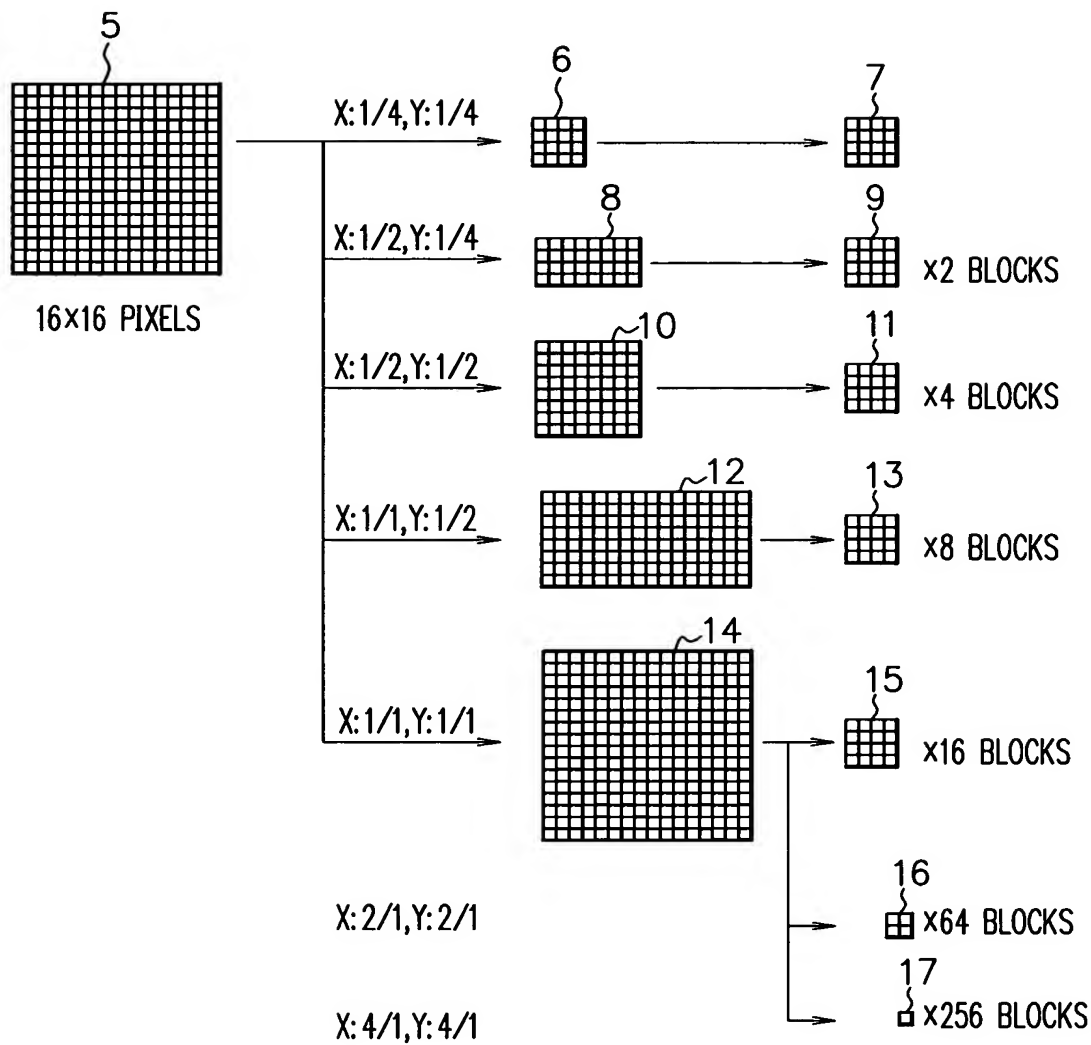 5
16×16 PIXELS
X:1/4,Y:1/4
6
7
X:1/2,Y:1/4
8
9
×2 BLOCKS
X:1/2,Y:1/2
10
11
×4 BLOCKS
X:1/1,Y:1/2
12
13
×8 BLOCKS
X:1/1,Y:1/1
14
15
×16 BLOCKS
X:2/1,Y:2/1
16
×64 BLOCKS
X:4/1,Y:4/1
17
×256 BLOCKS